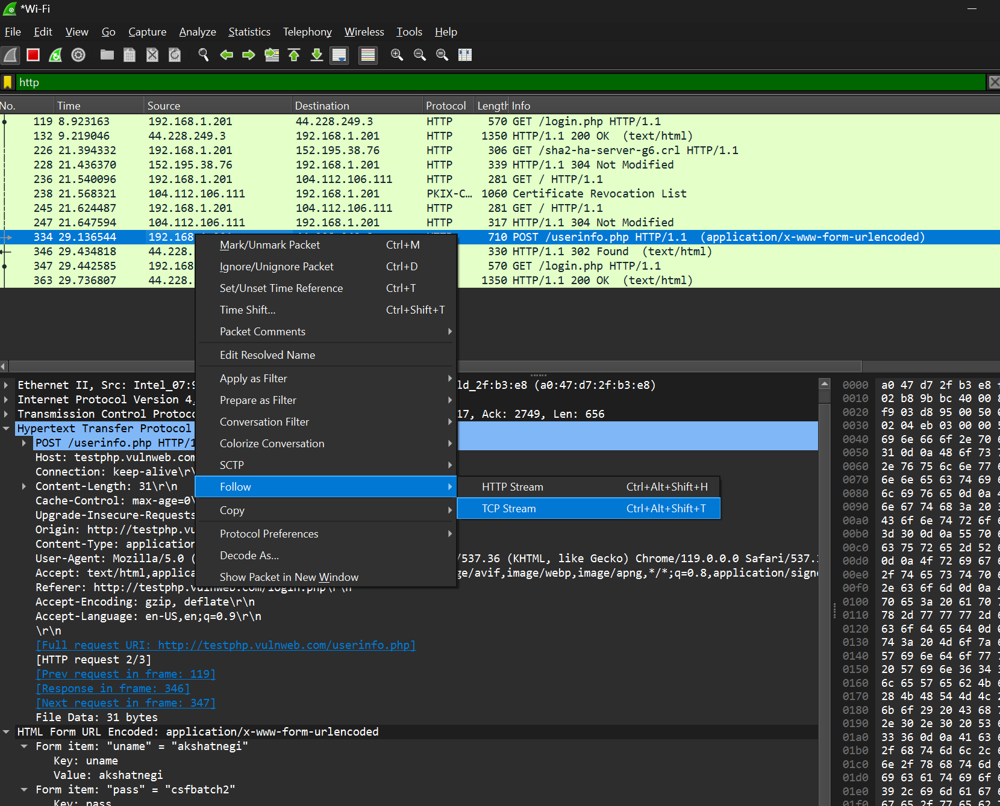 *Wi-Fi
File Edit View Go Capture Analyze Statistics Telephony Wireless Tools Help
http
No. Time Source Destination Protocol Length Info
119 8.923163 192.168.1.201 44.228.249.3 HTTP 570 GET /login.php HTTP/1.1
132 9.219046 44.228.249.3 192.168.1.201 HTTP 1350 HTTP/1.1 200 OK (text/html)
226 21.394332 192.168.1.201 152.195.38.76 HTTP 306 GET /sha2-ha-server-g6.crl HTTP/1.1
228 21.436370 152.195.38.76 192.168.1.201 HTTP 339 HTTP/1.1 304 Not Modified
236 21.540096 192.168.1.201 104.112.106.111 HTTP 281 GET / HTTP/1.1
238 21.568321 104.112.106.111 192.168.1.201 PKIX-C... 1060 Certificate Revocation List
245 21.624487 192.168.1.201 104.112.106.111 HTTP 281 GET / HTTP/1.1
247 21.647594 104.112.106.111 192.168.1.201 HTTP 317 HTTP/1.1 304 Not Modified
334 29.136544 192.168 710 POST /userinfo.php HTTP/1.1 (application/x-www-form-urlencoded)
346 29.434818 44.228. 330 HTTP/1.1 302 Found (text/html)
347 29.442585 192.168 570 GET /login.php HTTP/1.1
363 29.736807 44.228. 1350 HTTP/1.1 200 OK (text/html)
Mark/Unmark Packet Ctrl+M
Ignore/Unignore Packet Ctrl+D
Set/Unset Time Reference Ctrl+T
Time Shift... Ctrl+Shift+T
Packet Comments
Edit Resolved Name
Apply as Filter
Prepare as Filter
Conversation Filter
Colorize Conversation
SCTP
Follow
Copy
Protocol Preferences
Decode As...
Show Packet in New Window
HTTP Stream Ctrl+Alt+Shift+H
TCP Stream Ctrl+Alt+Shift+T
Ethernet II, Src: Intel_07:9 ld_2f:b3:e8 (a0:47:d7:2f:b3:e8)
Internet Protocol Version 4,
Transmission Control Protoc 17, Ack: 2749, Len: 656
Hypertext Transfer Protocol
POST /userinfo.php HTTP/1
Host: testphp.vulnweb.com
Connection: keep-alive\r\
Content-Length: 31\r\n
Cache-Control: max-age=0\
Upgrade-Insecure-Requests
Origin: http://testphp.vu
Content-Type: application
User-Agent: Mozilla/5.0 ( /537.36 (KHTML, like Gecko) Chrome/119.0.0.0 Safari/537.
Accept: text/html,applica ge/avif,image/webp,image/apng,*/*;q=0.8,application/signe
Referer: http://testphp.vulnweb.com/login.php\r\n
Accept-Encoding: gzip, deflate\r\n
Accept-Language: en-US,en;q=0.9\r\n
\r\n
[Full request URI: http://testphp.vulnweb.com/userinfo.php]
[HTTP request 2/3]
[Prev request in frame: 119]
[Response in frame: 346]
[Next request in frame: 347]
File Data: 31 bytes
HTML Form URL Encoded: application/x-www-form-urlencoded
Form item: "uname" = "akshatnegi"
Key: uname
Value: akshatnegi
Form item: "pass" = "csfbatch2"
Key: pass
0000 a0 47 d7 2f b3 e8
0010 02 b8 9b bc 40 00
0020 f9 03 d8 95 00 50
0030 02 04 eb 03 00 00
0040 69 6e 66 6f 2e 70
0050 31 0d 0a 48 6f 73
0060 2e 76 75 6c 6e 77
0070 6e 6e 65 63 74 69
0080 6c 69 76 65 0d 0a
0090 6e 67 74 68 3a 20
00a0 43 6f 6e 74 72 6f
00b0 3d 30 0d 0a 55 70
00c0 63 75 72 65 2d 52
00d0 0d 0a 4f 72 69 67
00e0 2f 74 65 73 74 70
00f0 2e 63 6f 6d 0d 0a
0100 70 65 3a 20 61 70
0110 78 2d 77 77 77 2d
0120 63 6f 64 65 64 0d
0130 74 3a 20 4d 6f 7a
0140 57 69 6e 64 6f 77
0150 20 57 69 6e 36 34
0160 6c 65 57 65 62 4b
0170 28 4b 48 54 4d 4c
0180 6b 6f 29 20 43 68
0190 2e 30 2e 30 20 53
01a0 33 36 0d 0a 41 63
01b0 2f 68 74 6d 6c 2c
01c0 6e 2f 78 68 74 6d
01d0 69 63 61 74 69 6f
01e0 39 2c 69 6d 61 67
01f0 67 65 2f 77 65 62